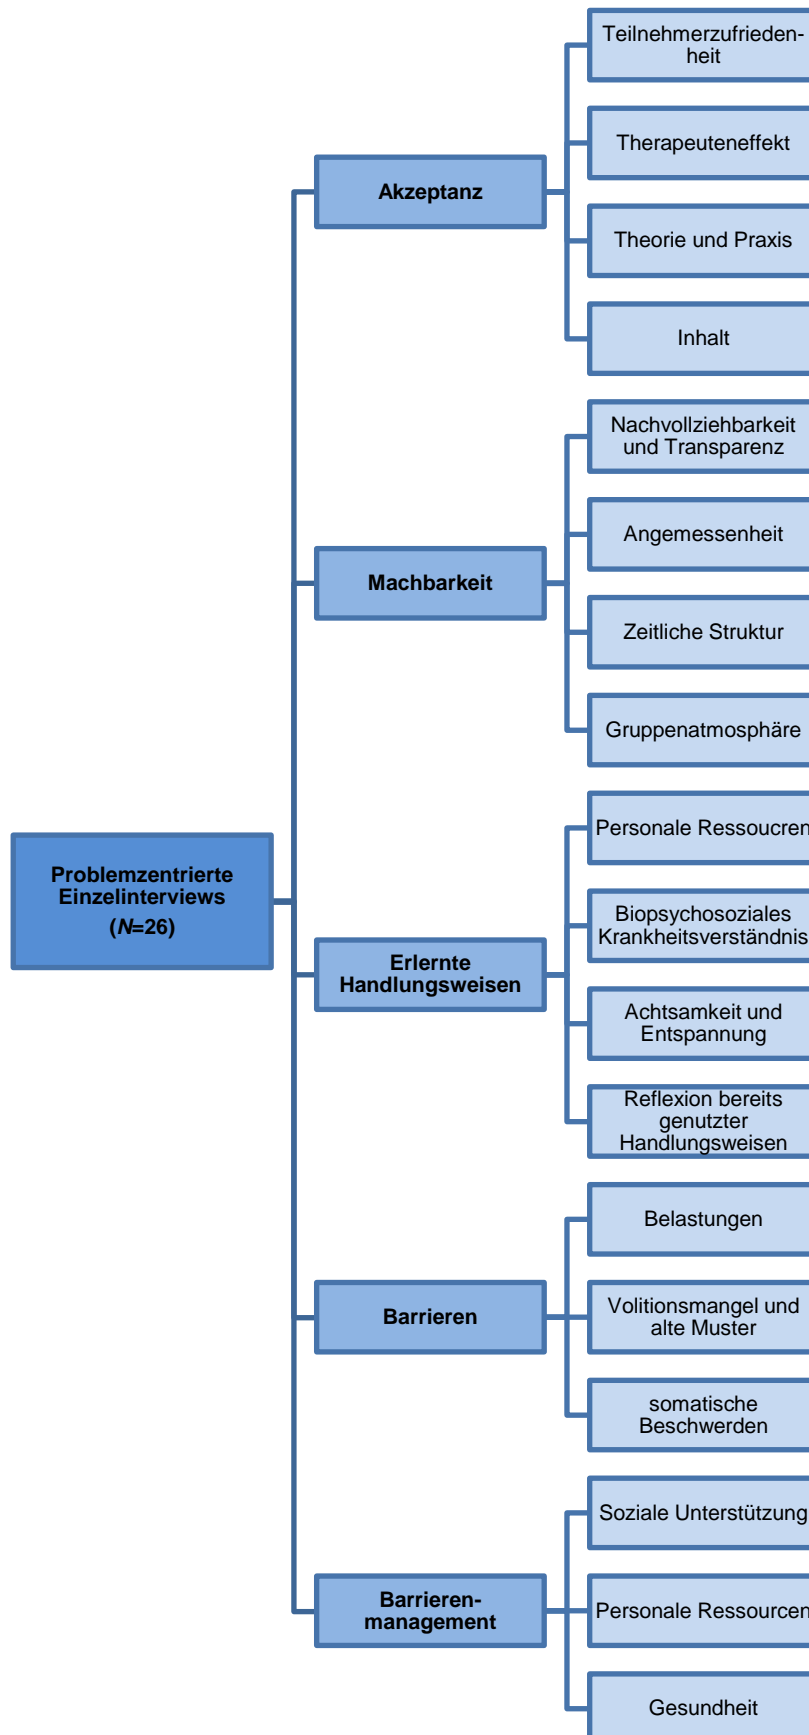 Teilnehmerzufrieden-
heit
Therapeuteneffekt
Akzeptanz
Theorie und Praxis
Inhalt
Nachvollziehbarkeit
und Transparenz
Angemessenheit
Machbarkeit
Zeitliche Struktur
Gruppenatmosphäre
Problemzentrierte
Einzelinterviews
(N=26)
Personale Ressoucren
Biopsychosoziales
Krankheitsverständnis
Erlernte
Handlungsweisen
Achtsamkeit und
Entspannung
Reflexion bereits
genutzter
Handlungsweisen
Belastungen
Barrieren
Volitionsmangel und
alte Muster
somatische
Beschwerden
Soziale Unterstützung
Barrieren-
management
Personale Ressourcen
Gesundheit